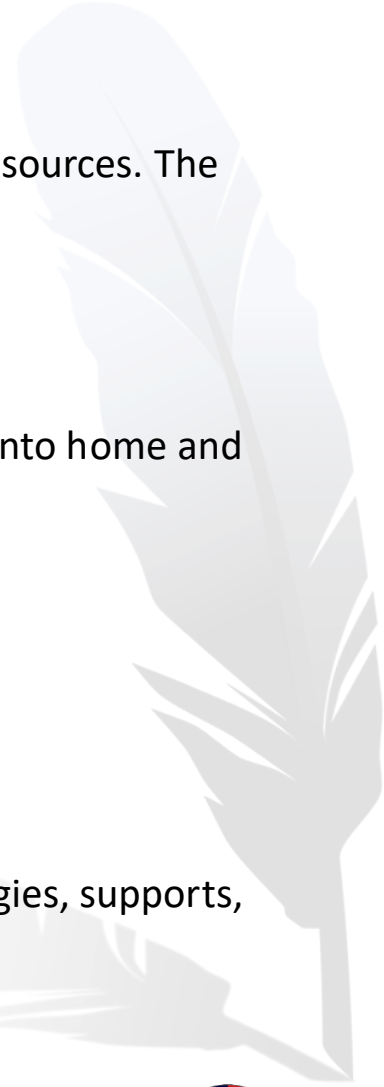 sources. The
nto home and
gies, supports,